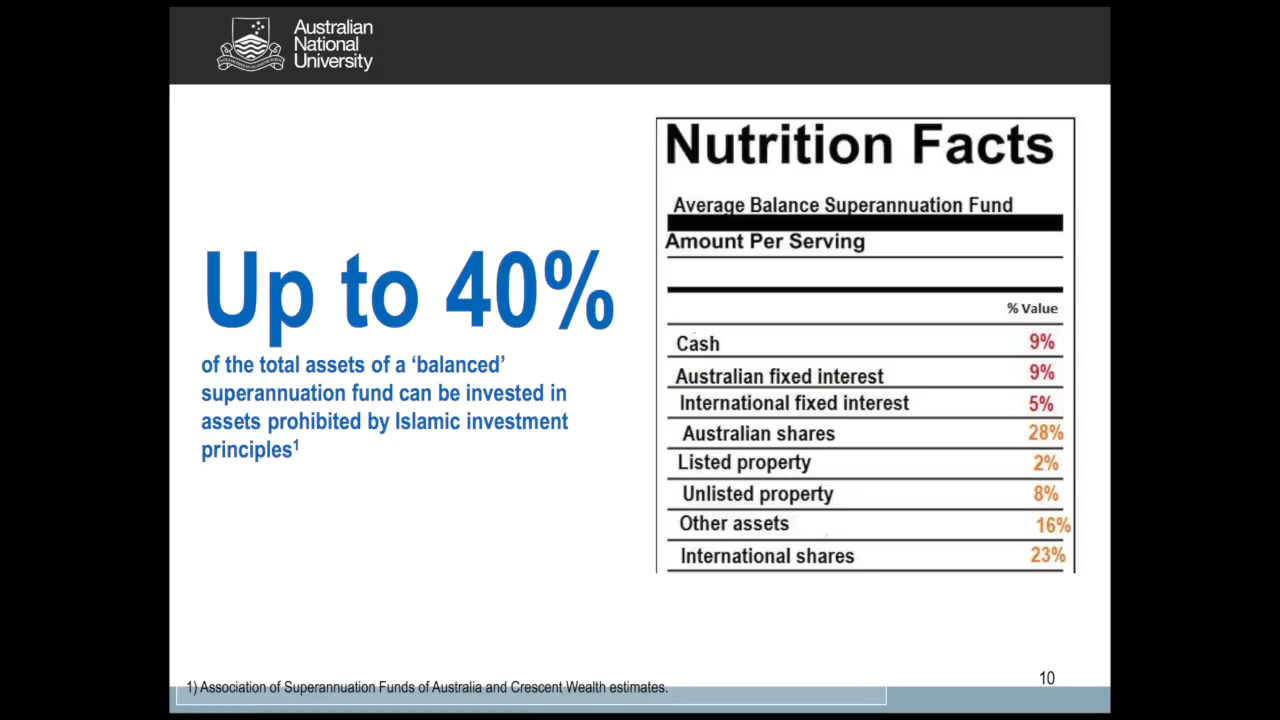 Australian
National
University
Up to 40%
of the total assets of a ‘balanced’
superannuation fund can be invested in
assets prohibited by Islamic investment
principles1
Nutrition Facts
Average Balance Superannuation Fund
Amount Per Serving
% Value
Cash 9%
Australian fixed interest 9%
International fixed interest 5%
Australian shares 28%
Listed property 2%
Unlisted property 8%
Other assets 16%
International shares 23%
1) Association of Superannuation Funds of Australia and Crescent Wealth estimates.
10